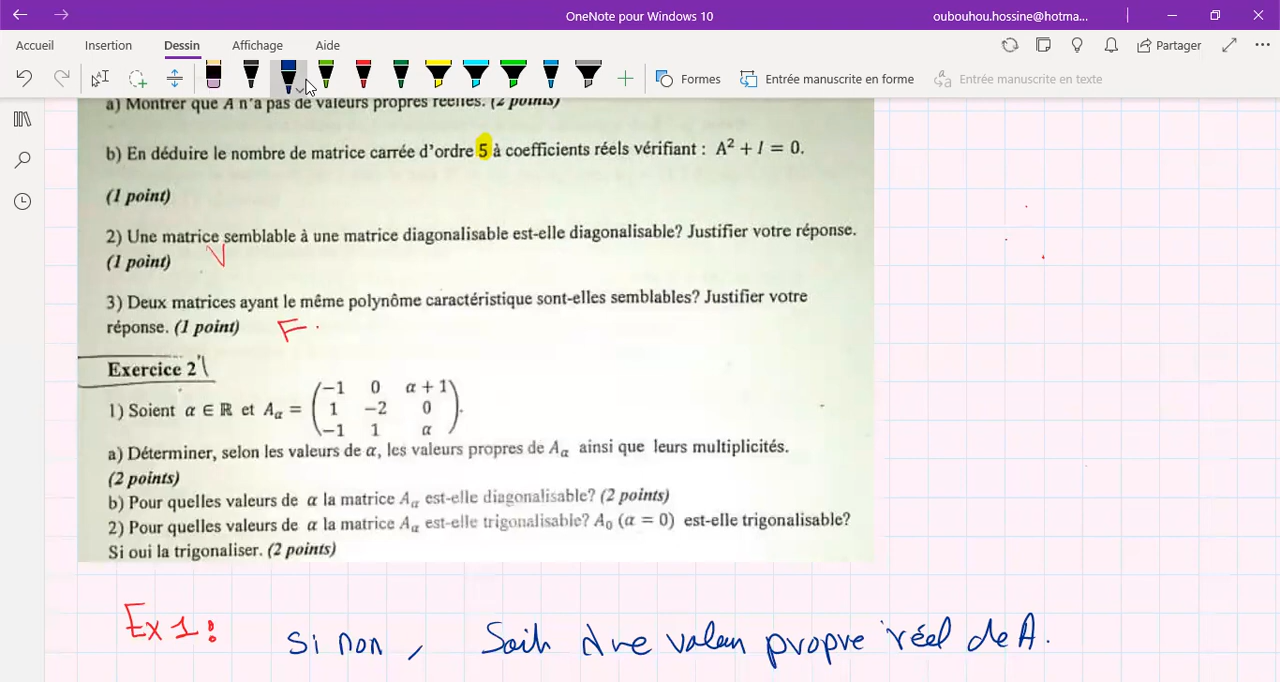 OneNote pour Windows 10
oubouhou.hossine@hotma...
Accueil Insertion Dessin Affichage Aide
Partager
Formes Entrée manuscrite en forme Entrée manuscrite en texte
a) Montrer que A n'a pas de valeurs propres réelles. (2 points)
b) En déduire le nombre de matrice carrée d'ordre 5 à coefficients réels vérifiant : A² + I = 0.
(1 point)
2) Une matrice semblable à une matrice diagonalisable est-elle diagonalisable? Justifier votre réponse.
(1 point) V
3) Deux matrices ayant le même polynôme caractéristique sont-elles semblables? Justifier votre
réponse. (1 point) F.
Exercice 2
1) Soient α ∈ ℝ et Aα = (−1 0 α + 1
1 −2 0
−1 1 α).
a) Déterminer, selon les valeurs de α, les valeurs propres de Aα ainsi que leurs multiplicités.
(2 points)
b) Pour quelles valeurs de α la matrice Aα est-elle diagonalisable? (2 points)
2) Pour quelles valeurs de α la matrice Aα est-elle trigonalisable? A₀ (α = 0) est-elle trigonalisable?
Si oui la trigonaliser. (2 points)
Ex 1 :
Si non , Soit propre réel de A.